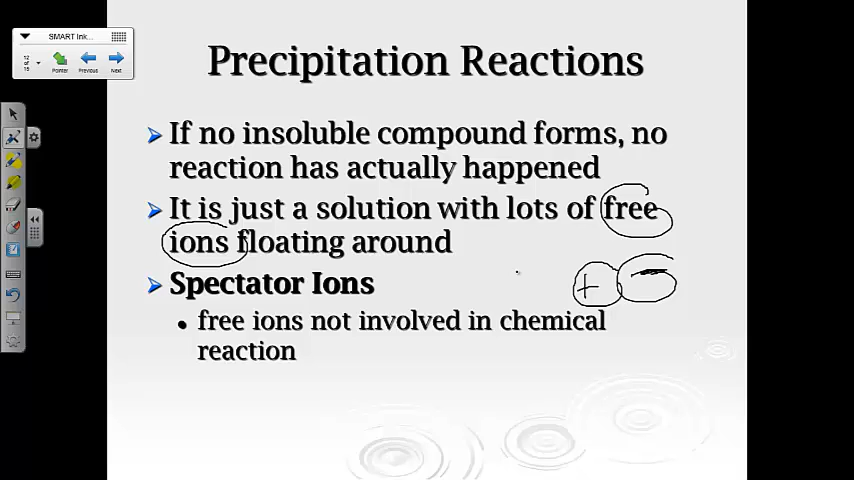 SMART Ink...
Pointer Previous Next
Precipitation Reactions
If no insoluble compound forms, no
reaction has actually happened
It is just a solution with lots of free
ions floating around
+ -
Spectator Ions
free ions not involved in chemical
reaction